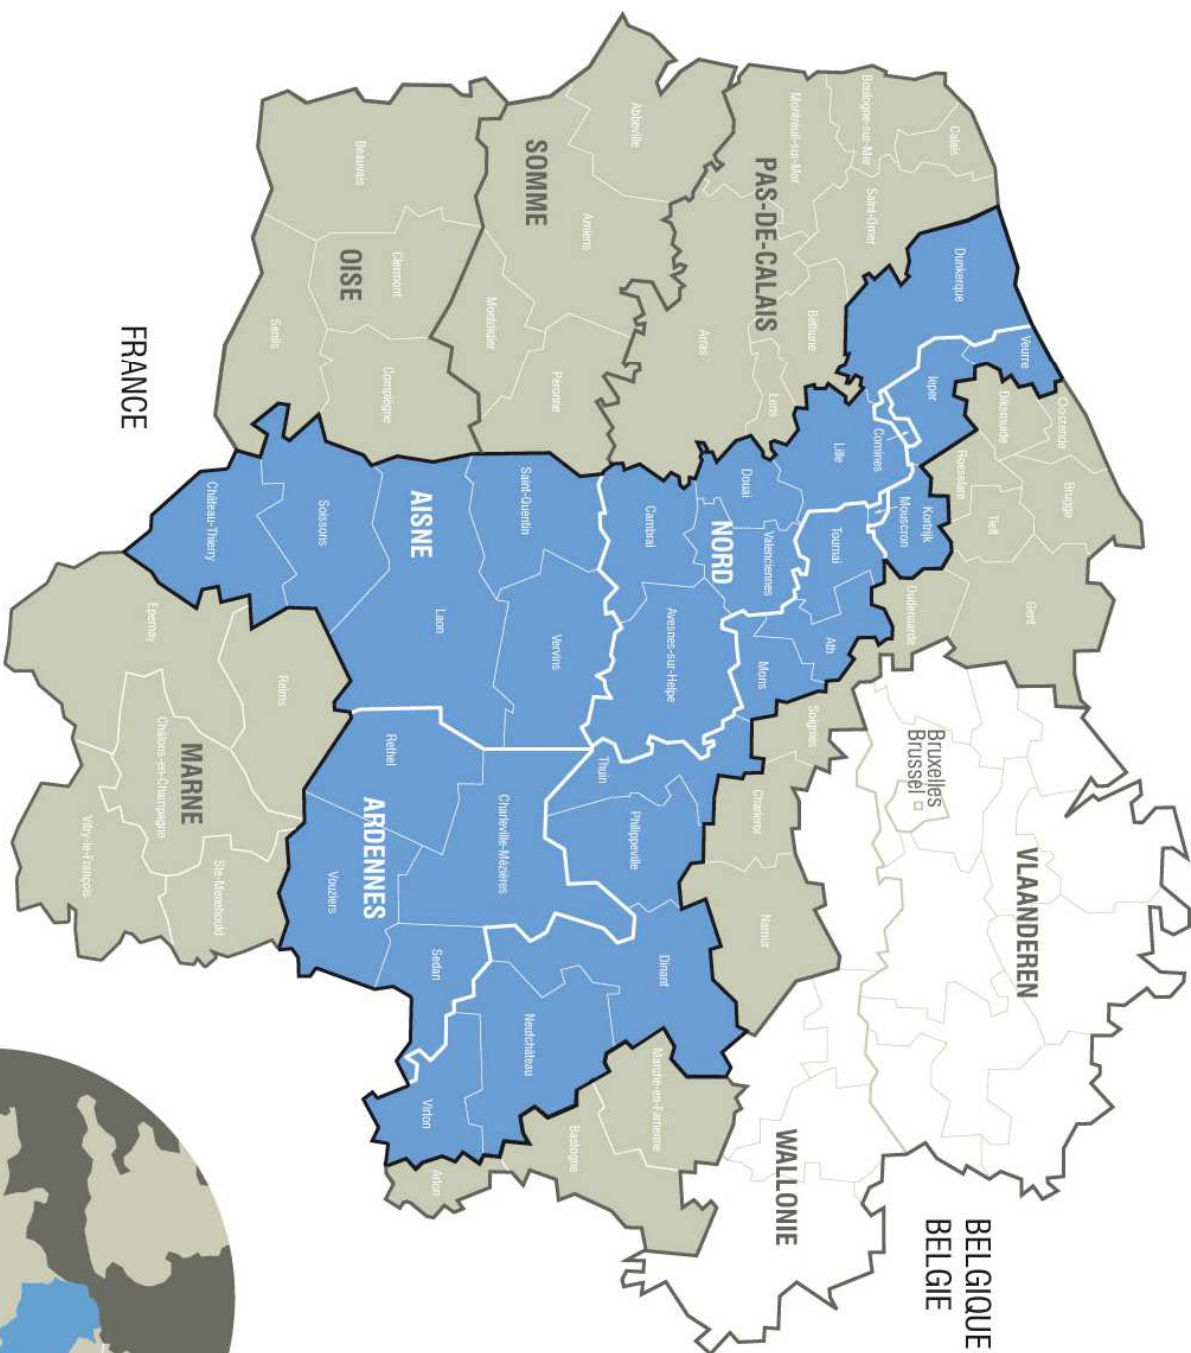 BELGIQUE
BELGIE
VLAANDEREN
Bruxelles
Brussel
WALLONIE
Oostende
Brugge
Gent
Veurre
Dikamuide
Tielt
Roeselare
Ieper
Kortrijk
Mouscron
Comines
Oudenaarde
Calais
Dunkerque
Boulogne-sur-Mer
Saint-Omer
Montreuil-sur-Mer
PAS-DE-CALAIS
Béthune
Lens
Arras
Lille
Tournai
Ath
Mons
Soignies
Charleroi
Namur
Douai
Valenciennes
NORD
Cambrai
Avesnes-sur-Helpe
Thuin
Philippeville
Dinant
Marche-en-Famenne
Bastogne
Neufchâteau
Virton
Arlon
Abbeville
SOMME
Amiens
Montdidier
Péronne
Saint-Quentin
Vervins
AISNE
Laon
Soissons
Château-Thierry
Charleville-Mézières
Rethel
ARDENNES
Sedan
Vouziers
Beauvais
Clermont
OISE
Compiègne
Senlis
Reims
Epernay
MARNE
Châlons-en-Champagne
Ste-Menehould
Vitry-le-François
FRANCE